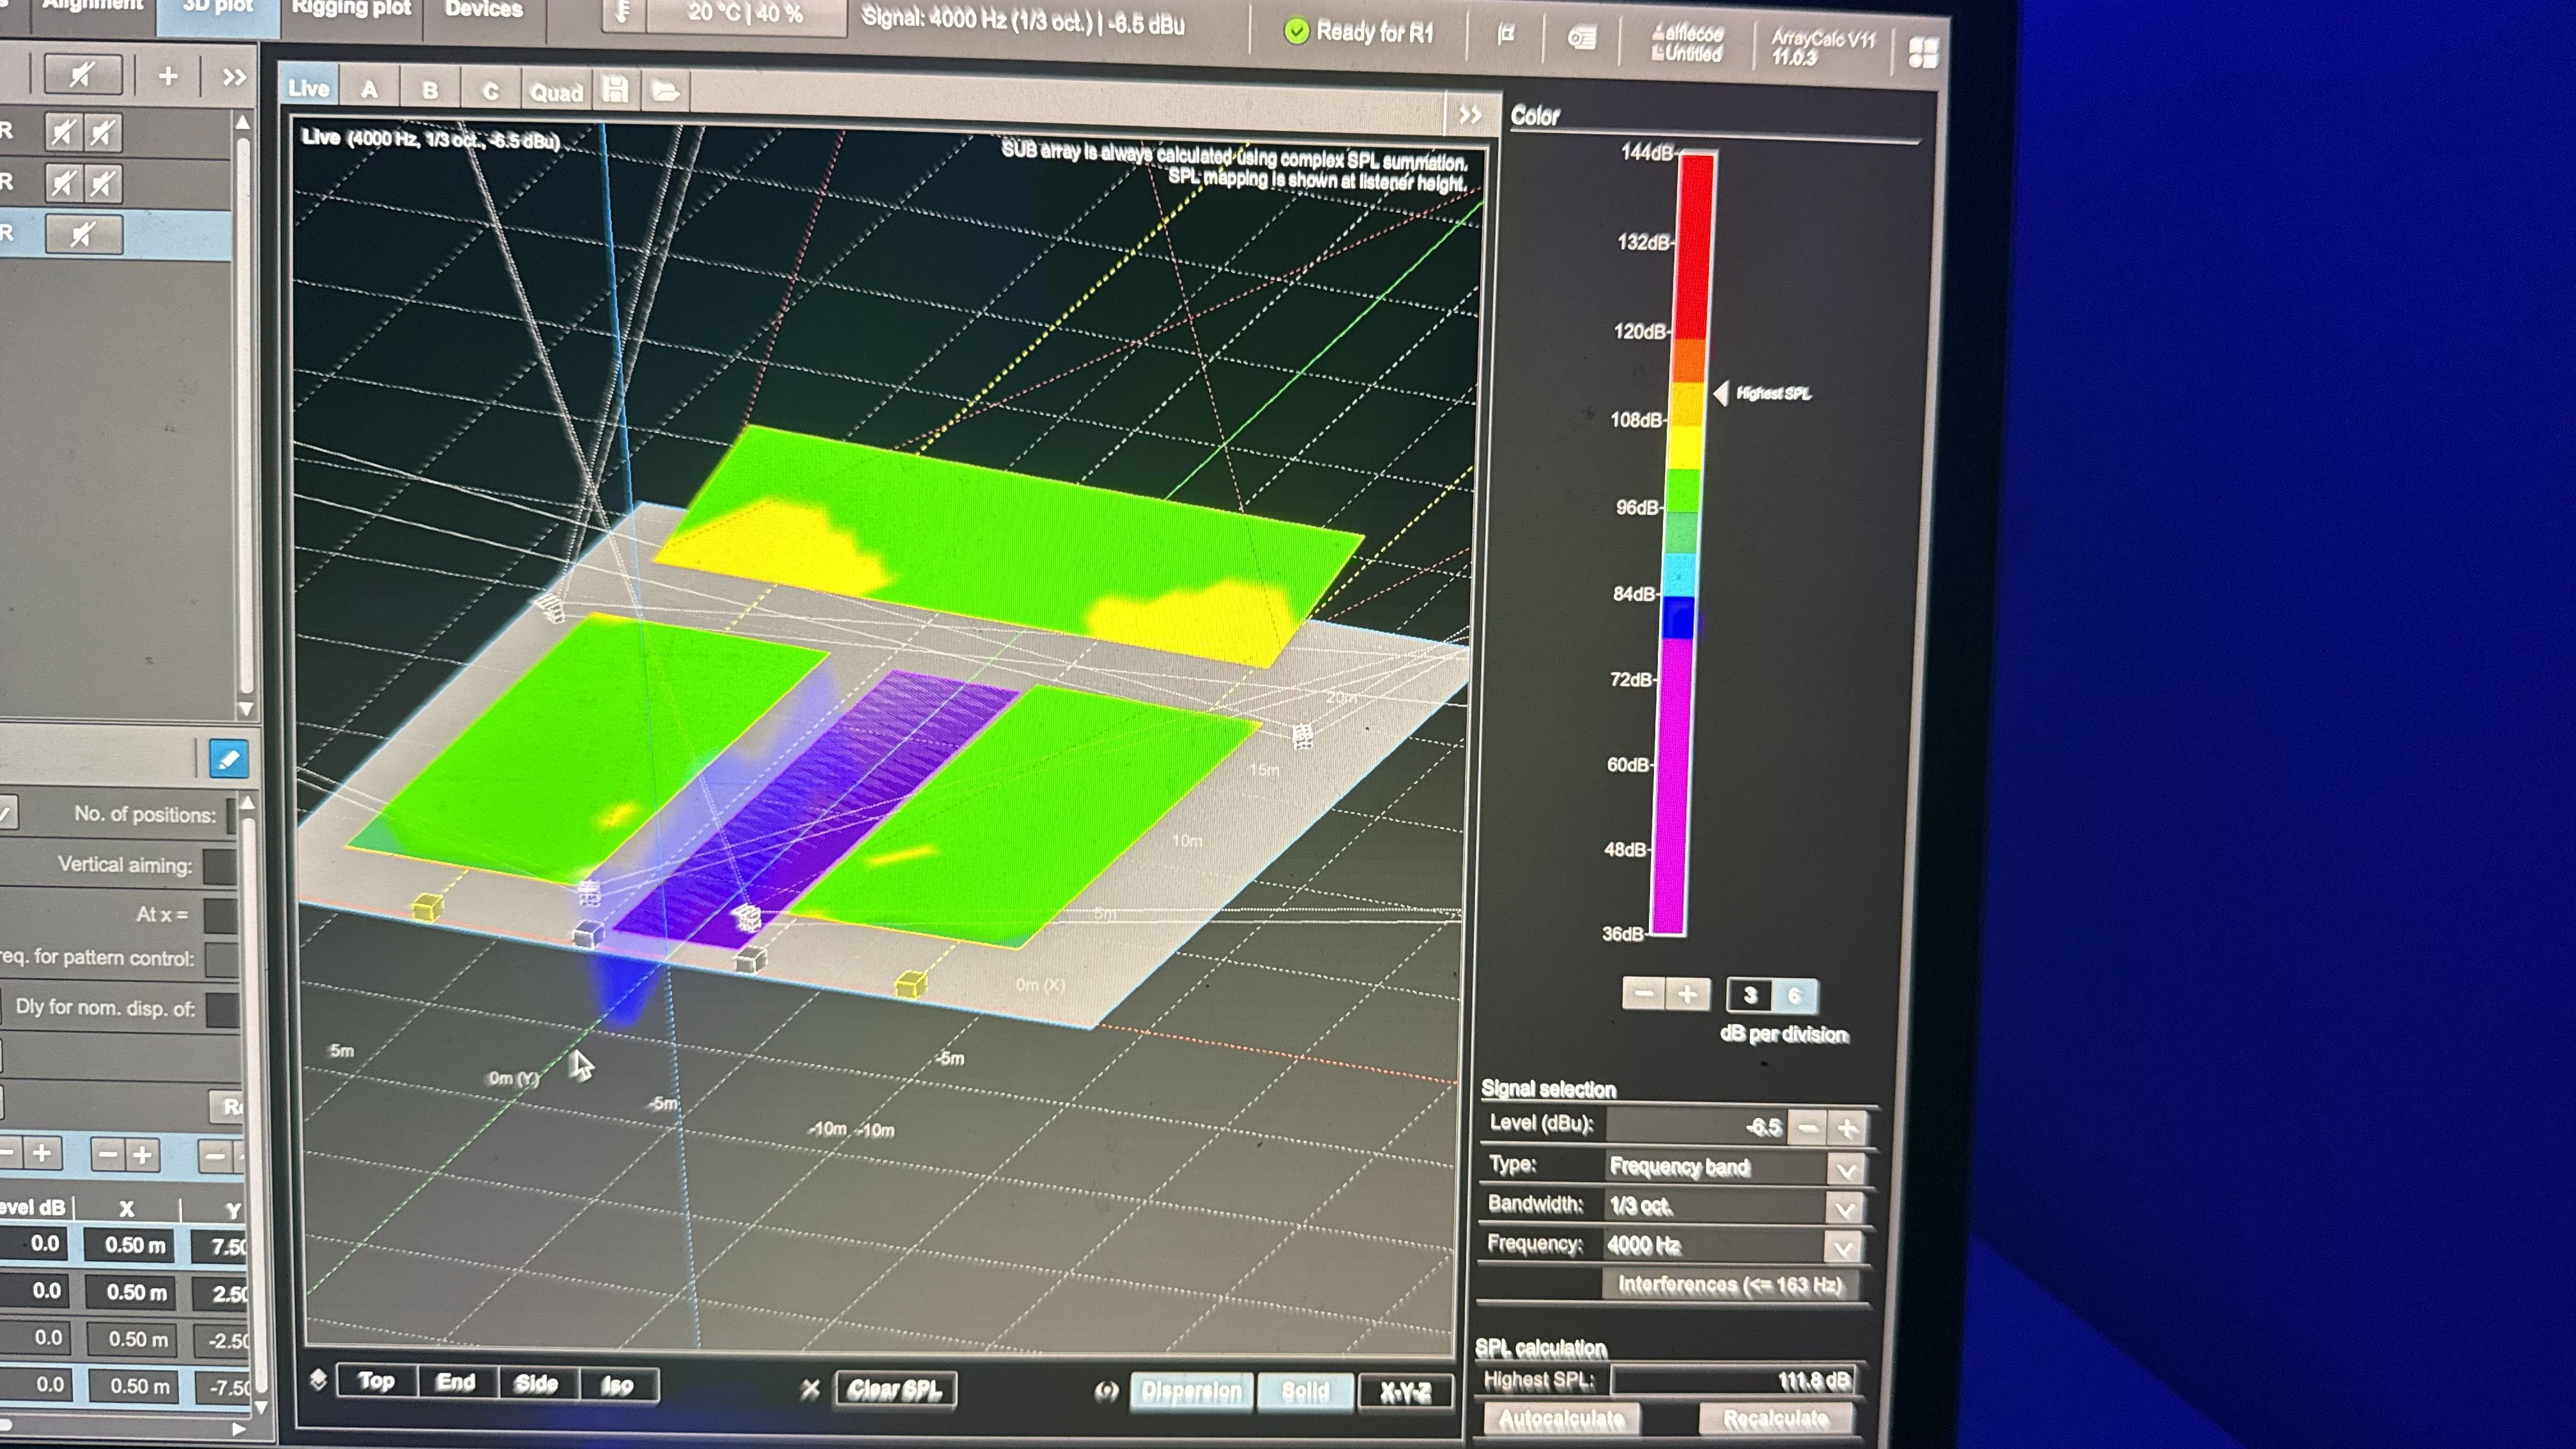 Alignment
3D plot
Rigging plot
Devices
20 °C | 40 %
Signal: 4000 Hz (1/3 oct.) | -6.5 dBu
Ready for R1
Untitled
ArrayCalc V11
11.0.3
Live
A
B
C
Quad
Live (4000 Hz, 1/3 oct., -6.5 dBu)
SUB array is always calculated using complex SPL summation.
SPL mapping is shown at listener height.
R
R
R
No. of positions:
Vertical aiming:
At x =
req. for pattern control:
Dly for nom. disp. of:
evel dB
X
Y
0.0
0.50 m
7.50
0.0
0.50 m
2.50
0.0
0.50 m
-2.50
0.0
0.50 m
-7.50
20m
15m
10m
5m
0m (X)
5m
0m (Y)
-5m
-5m
-10m
-10m
Top
End
Side
Iso
Clear SPL
Dispersion
Solid
X-Y-Z
Color
144dB
132dB
120dB
Highest SPL
108dB
96dB
84dB
72dB
60dB
48dB
36dB
3
6
dB per division
Signal selection
Level (dBu):
-6.5
Type:
Frequency band
Bandwidth:
1/3 oct.
Frequency:
4000 Hz
Interferences (<= 163 Hz)
SPL calculation
Highest SPL:
111.8 dB
Autocalculate
Recalculate